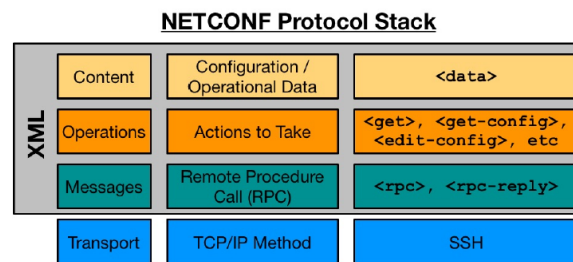 NETCONF Protocol Stack
XML
Content
Configuration /
Operational Data
<data>
Operations
Actions to Take
<get>, <get-config>,
<edit-config>, etc
Messages
Remote Procedure
Call (RPC)
<rpc>, <rpc-reply>
Transport
TCP/IP Method
SSH